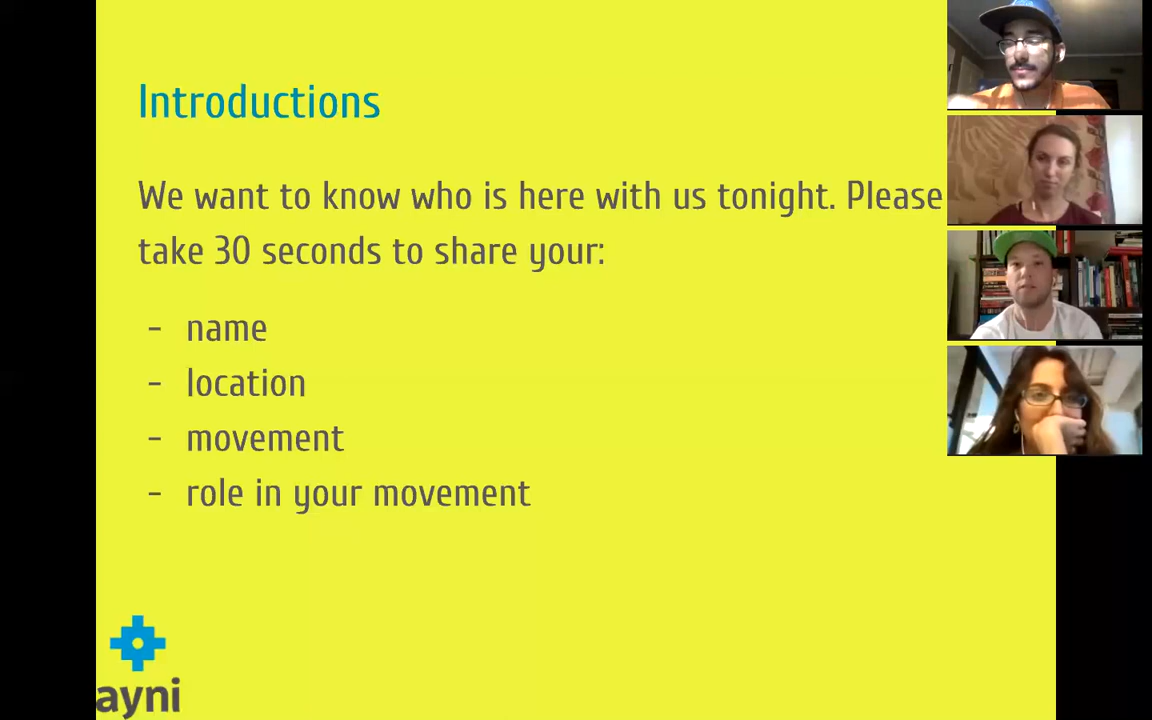 Introductions
We want to know who is here with us tonight. Please
take 30 seconds to share your:
- name
- location
- movement
- role in your movement
ayni